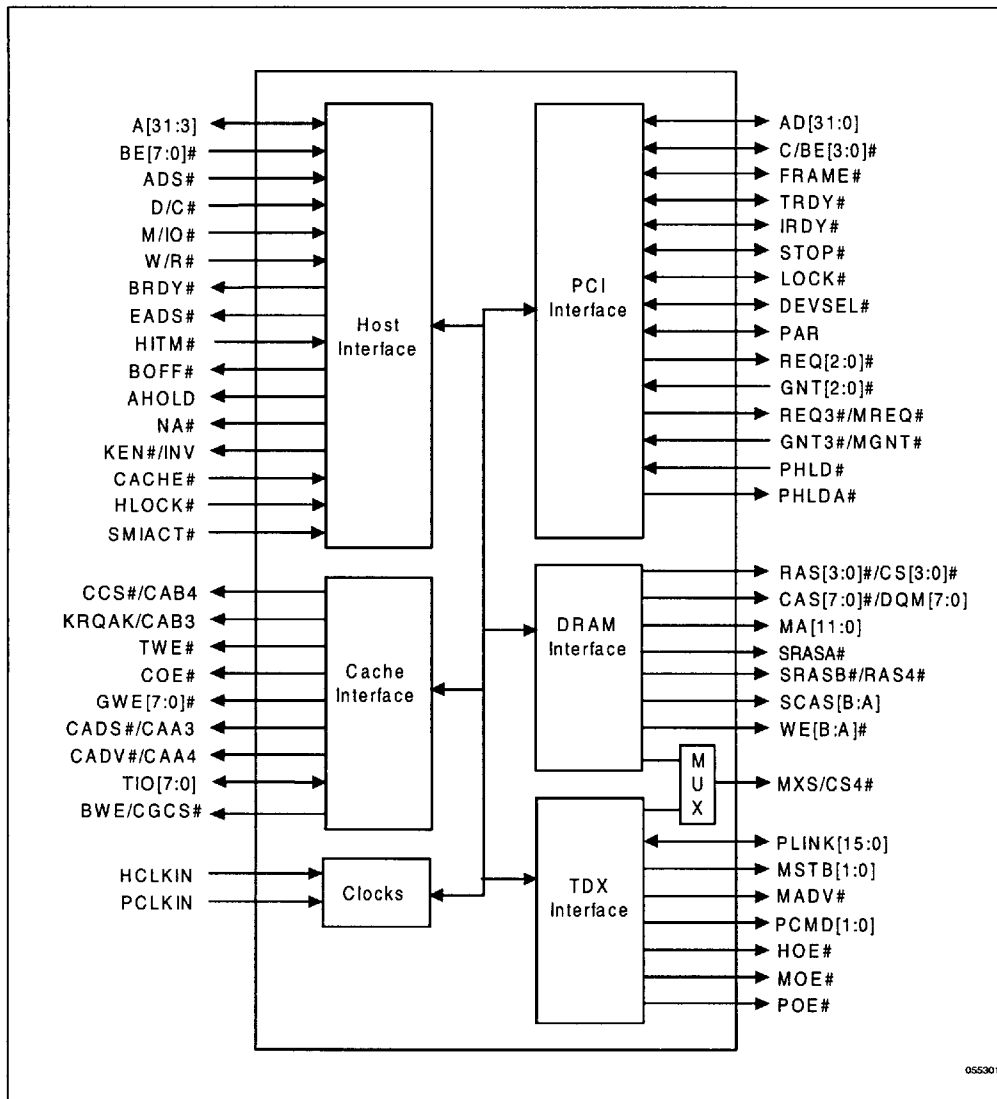 A[31:3]
BE[7:0]#
ADS#
D/C#
M/IO#
W/R#
BRDY#
EADS#
HITM#
BOFF#
AHOLD
NA#
KEN#/INV
CACHE#
HLOCK#
SMIACT#
Host
Interface
CCS#/CAB4
KRQAK/CAB3
TWE#
COE#
GWE[7:0]#
CADS#/CAA3
CADV#/CAA4
TIO[7:0]
BWE/CGCS#
Cache
Interface
HCLKIN
PCLKIN
Clocks
PCI
Interface
AD[31:0]
C/BE[3:0]#
FRAME#
TRDY#
IRDY#
STOP#
LOCK#
DEVSEL#
PAR
REQ[2:0]#
GNT[2:0]#
REQ3#/MREQ#
GNT3#/MGNT#
PHLD#
PHLDA#
DRAM
Interface
RAS[3:0]#/CS[3:0]#
CAS[7:0]#/DQM[7:0]
MA[11:0]
SRASA#
SRASB#/RAS4#
SCAS[B:A]
WE[B:A]#
M
U
X
MXS/CS4#
TDX
Interface
PLINK[15:0]
MSTB[1:0]
MADV#
PCMD[1:0]
HOE#
MOE#
POE#
055301